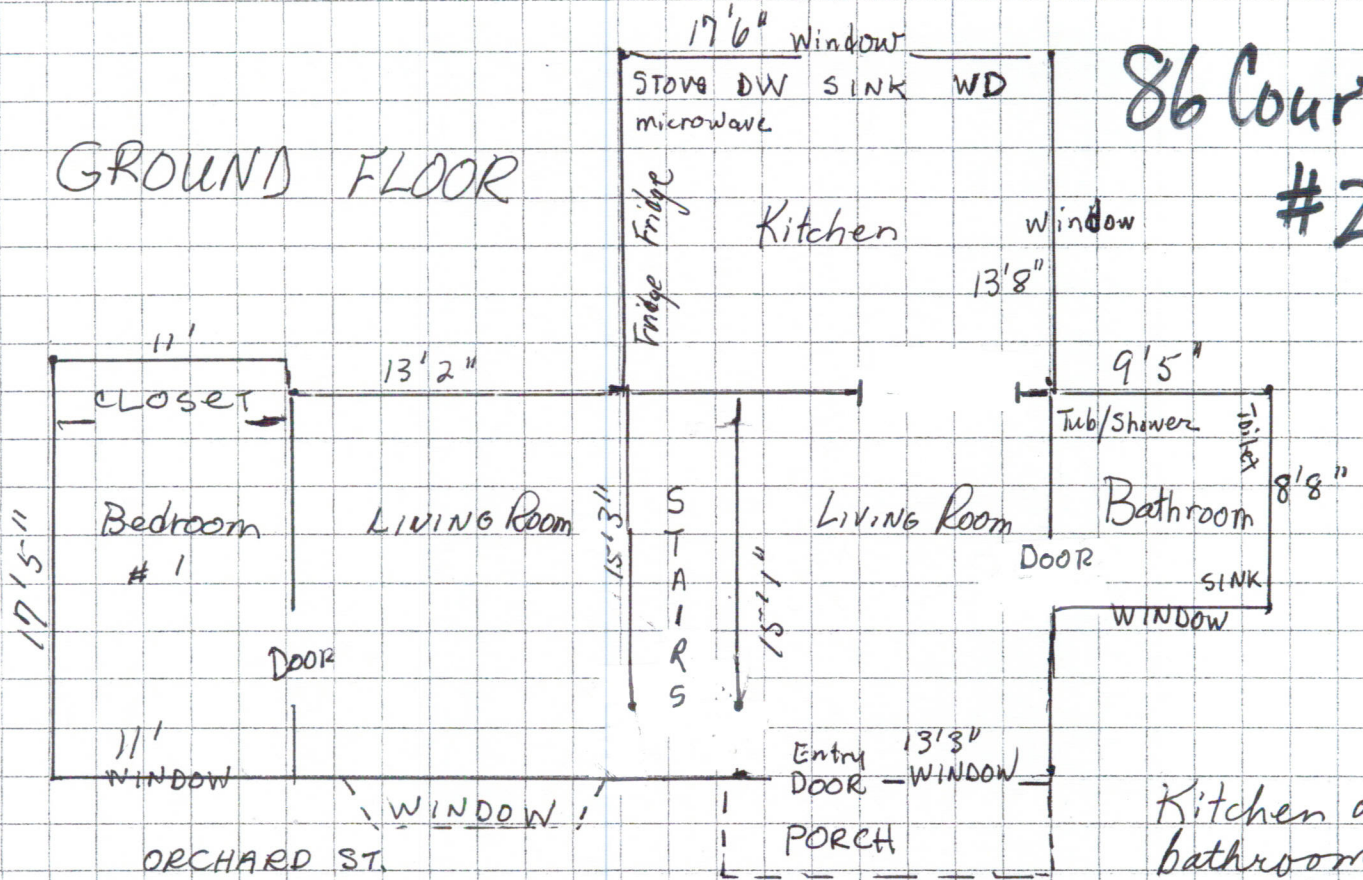 17'6" Window
STOVE DW SINK WD
microwave
86 Cour
#2
GROUND FLOOR
Fridge Fridge
Kitchen
Window
13'8"
11'
13'2"
9'5"
CLOSET
Tub/Shower
Toilet
Bedroom
# 1
LIVING Room
15'3"
STAIRS
15'-1"
LIVING Room
Bathroom
8'8"
17'5"
DOOR
SINK
WINDOW
DOOR
11'
WINDOW
WINDOW
Entry
DOOR
13'3"
WINDOW
PORCH
ORCHARD ST.
Kitchen
bathroom